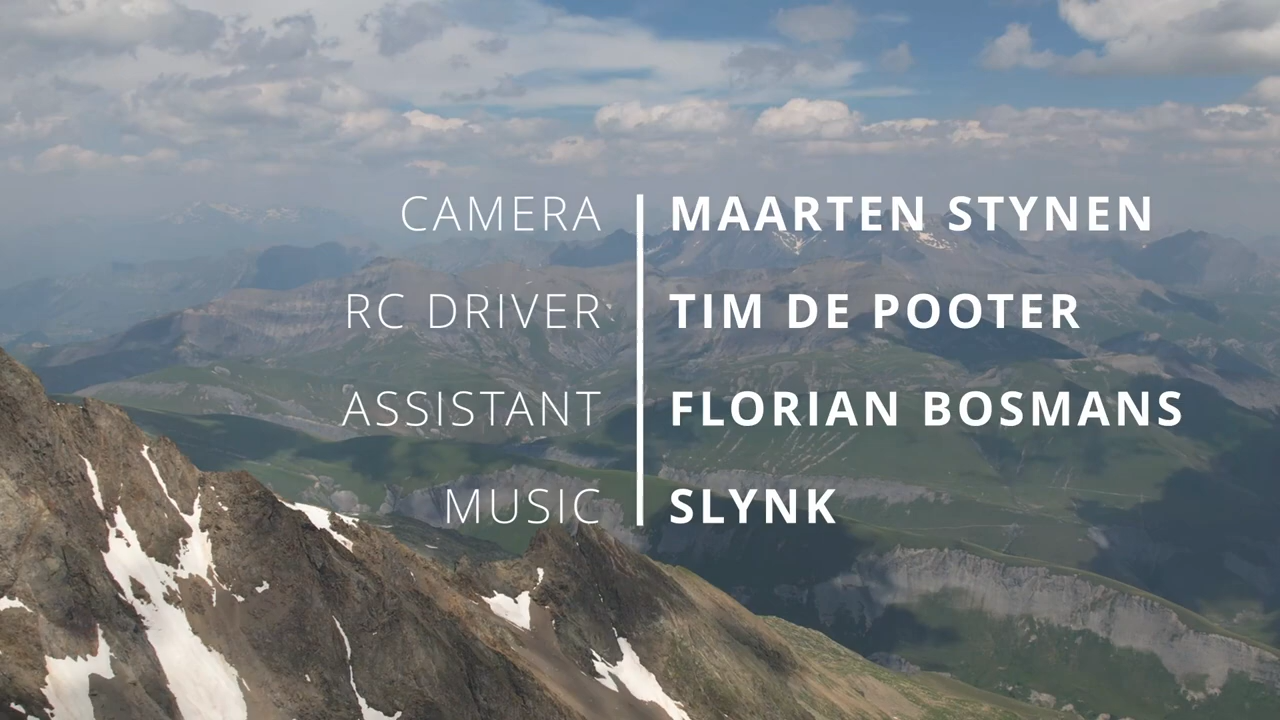 CAMERA MAARTEN STYNEN
RC DRIVER TIM DE POOTER
ASSISTANT FLORIAN BOSMANS
MUSIC SLYNK